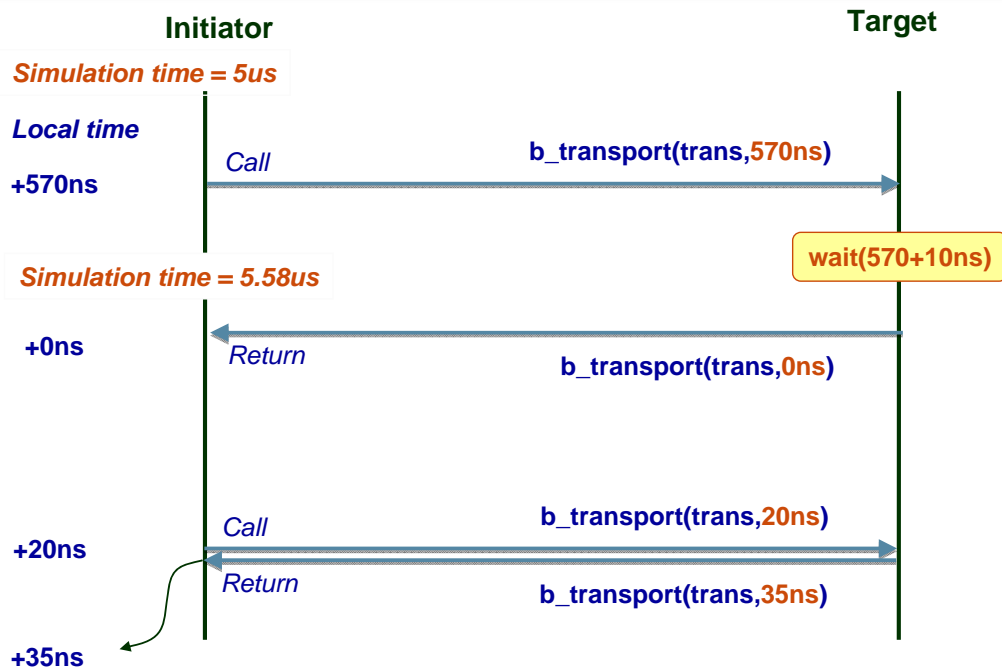 Initiator
Target
Simulation time = 5us
Local time
Call
b_transport(trans,570ns)
+570ns
wait(570+10ns)
Simulation time = 5.58us
+0ns
Return
b_transport(trans,0ns)
Call
b_transport(trans,20ns)
+20ns
Return
b_transport(trans,35ns)
+35ns